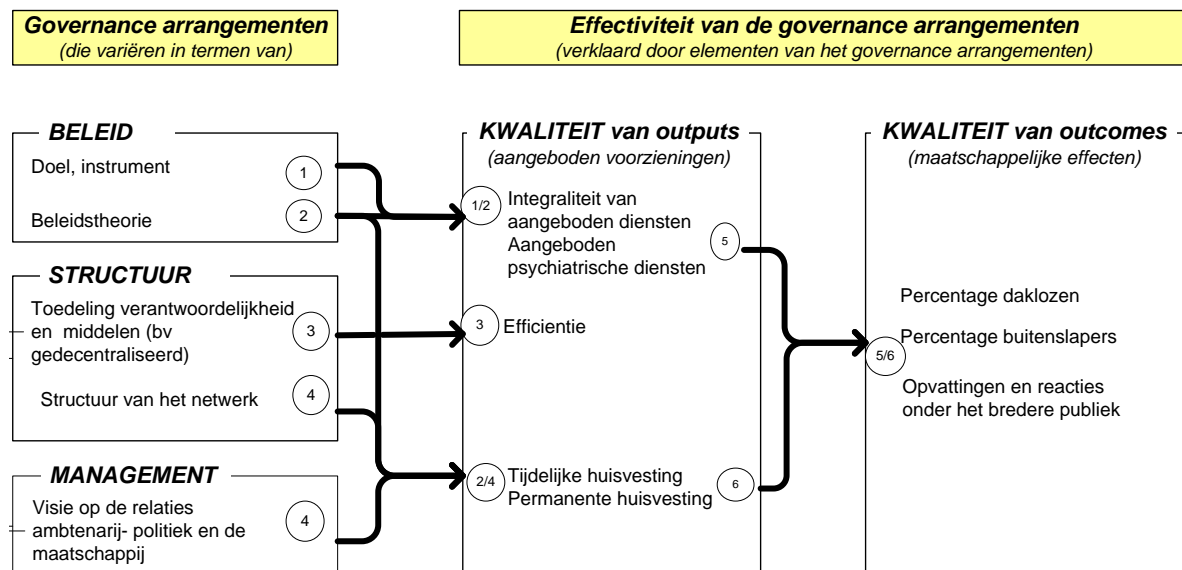 Governance arrangementen
(die variëren in termen van)
Effectiviteit van de governance arrangementen
(verklaard door elementen van het governance arrangementen)
BELEID
Doel, instrument
1
Beleidstheorie
2
STRUCTUUR
Toedeling verantwoordelijkheid
en middelen (bv
gedecentraliseerd)
3
Structuur van het netwerk
4
MANAGEMENT
Visie op de relaties
ambtenarij- politiek en de
maatschappij
4
KWALITEIT van outputs
(aangeboden voorzieningen)
1/2
Integraliteit van
aangeboden diensten
Aangeboden
psychiatrische diensten
5
3
Efficientie
2/4
Tijdelijke huisvesting
Permanente huisvesting
6
KWALITEIT van outcomes
(maatschappelijke effecten)
Percentage daklozen
Percentage buitenslapers
5/6
Opvattingen en reacties
onder het bredere publiek